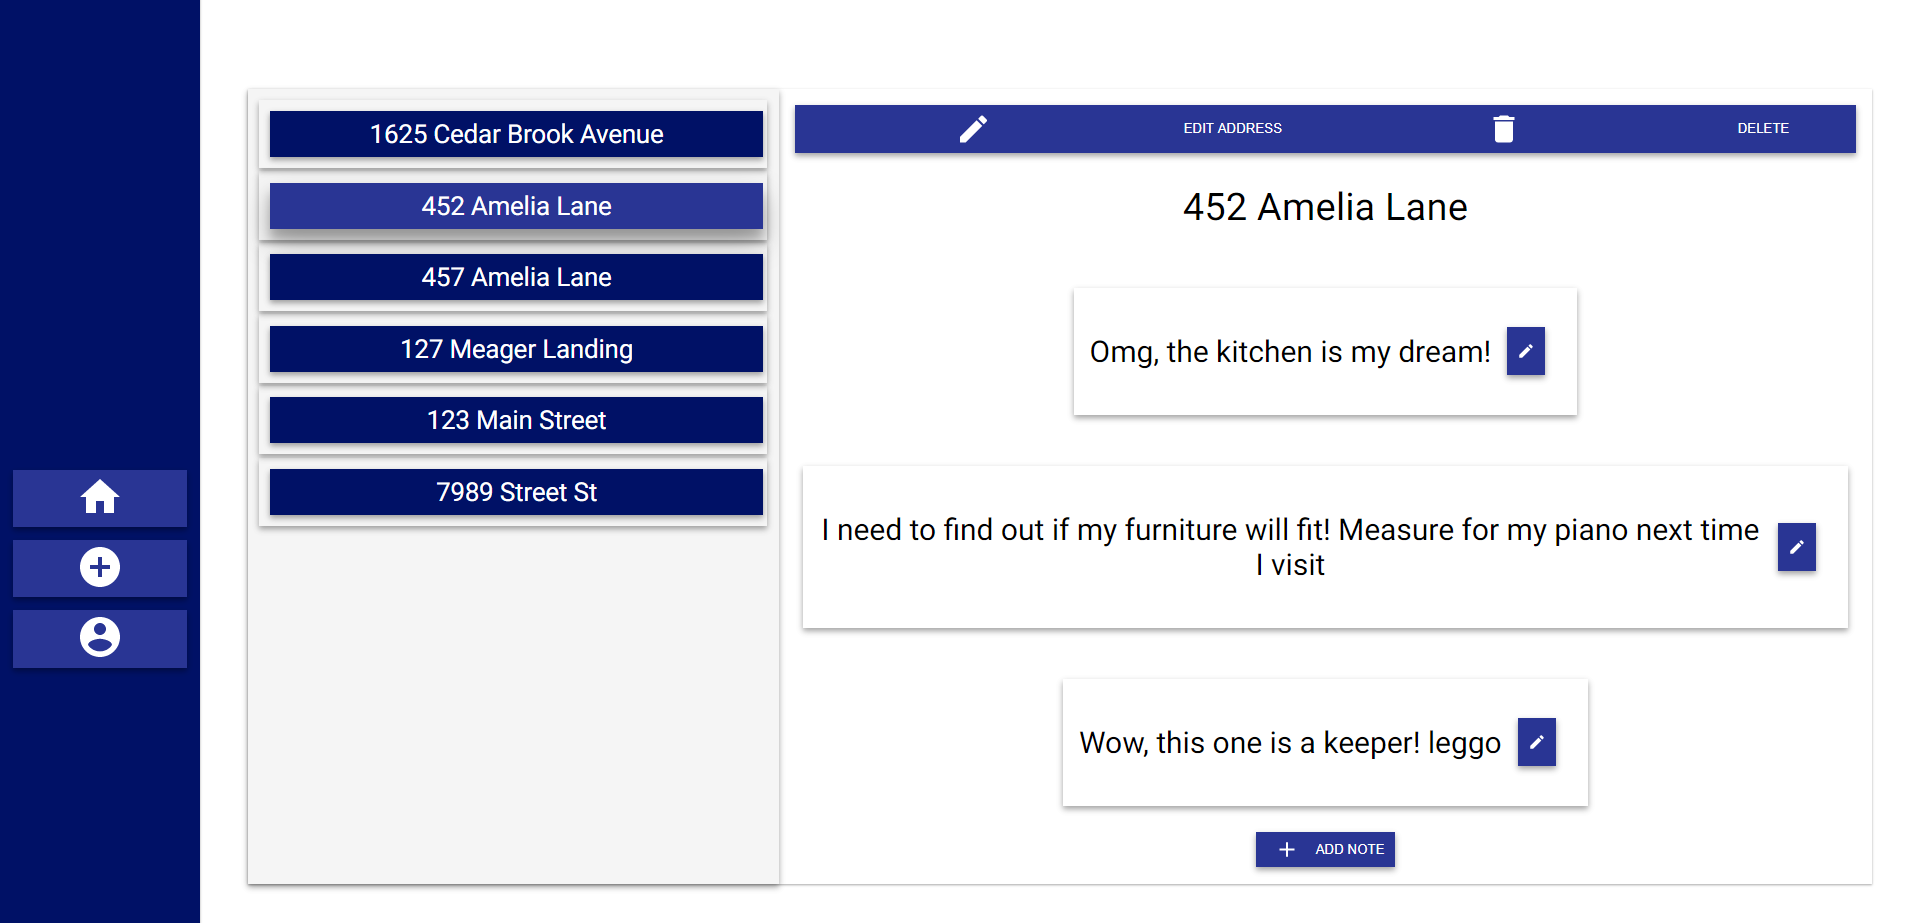 1625 Cedar Brook Avenue
452 Amelia Lane
457 Amelia Lane
127 Meager Landing
123 Main Street
7989 Street St
EDIT ADDRESS
DELETE
452 Amelia Lane
Omg, the kitchen is my dream!
I need to find out if my furniture will fit! Measure for my piano next time
I visit
Wow, this one is a keeper! leggo
ADD NOTE